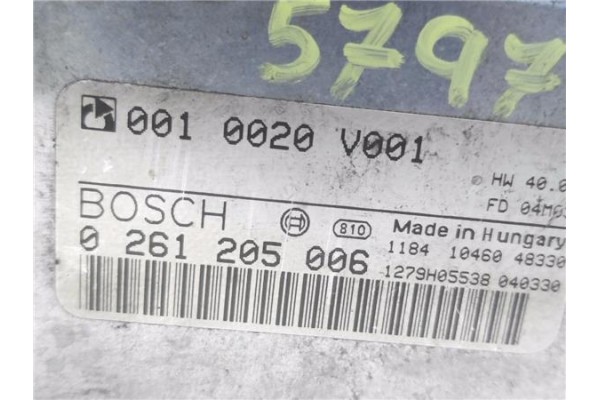 5797
001 0020 V001
HW 40.0
FD 04M03
BOSCH
810
Made in Hungary
0 261 205 006
1184 10460 48330
1279H05538 040330